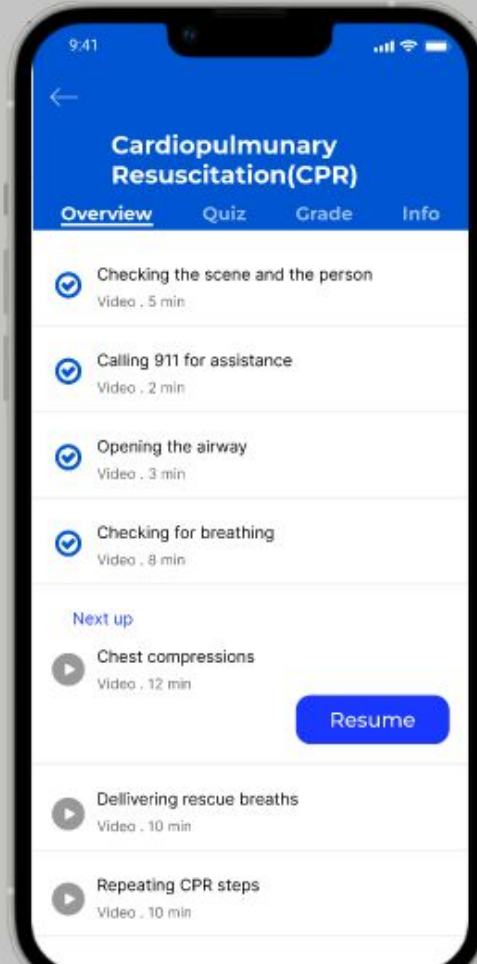 9:41
Cardiopulmunary
Resuscitation(CPR)
Overview Quiz Grade Info
Checking the scene and the person
Video . 5 min
Calling 911 for assistance
Video . 2 min
Opening the airway
Video . 3 min
Checking for breathing
Video . 8 min
Next up
Chest compressions
Video . 12 min
Resume
Dellivering rescue breaths
Video . 10 min
Repeating CPR steps
Video . 10 min